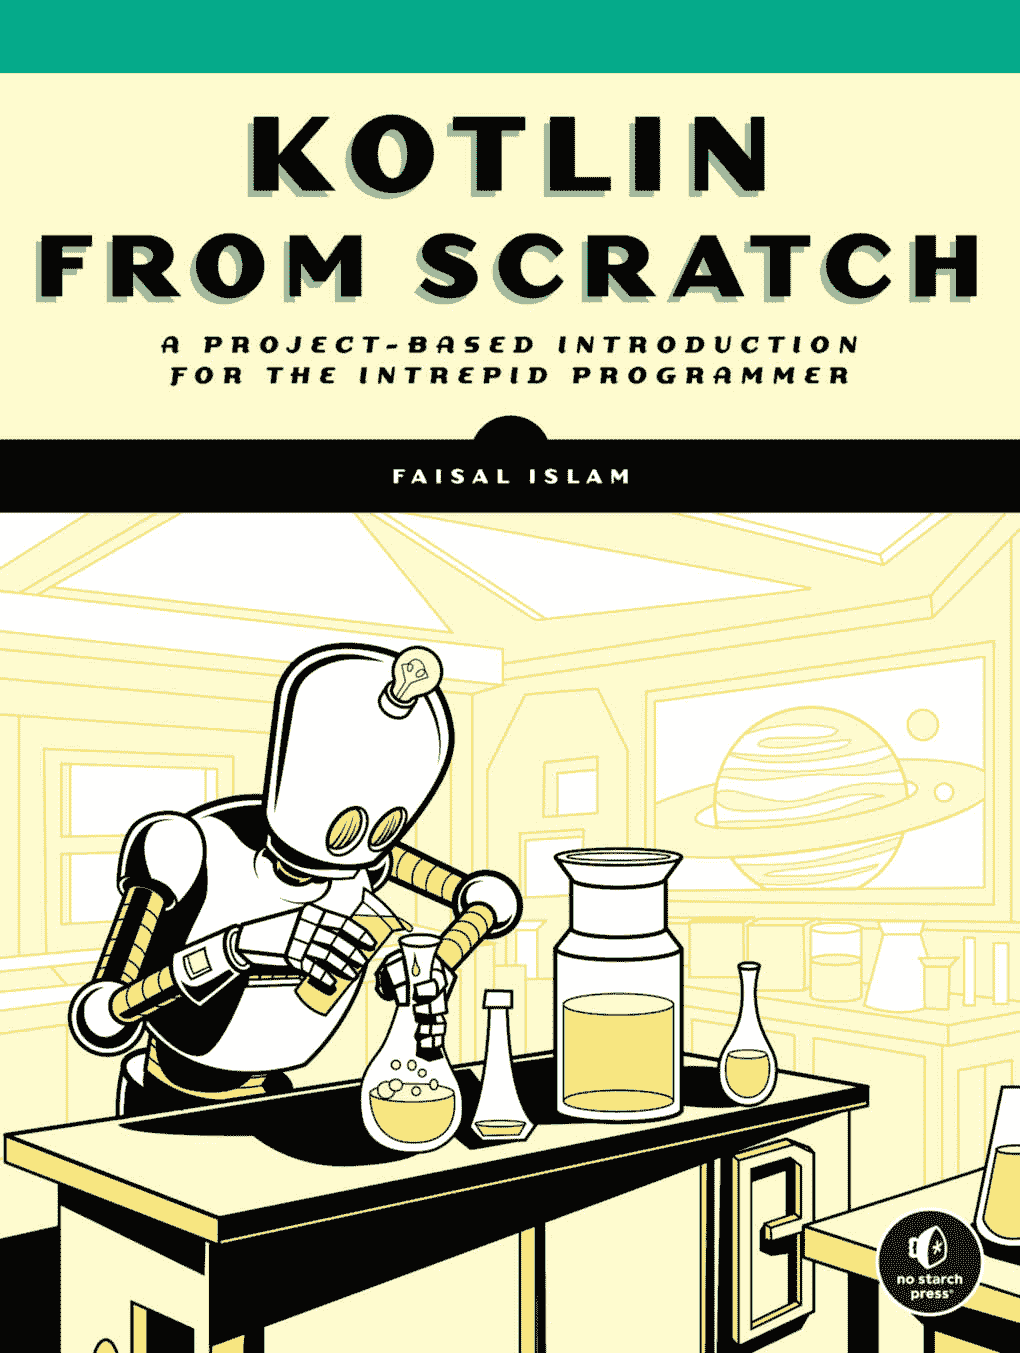 KOTLIN
FROM SCRATCH
A PROJECT-BASED INTRODUCTION
FOR THE INTREPID PROGRAMMER
FAISAL ISLAM
no starch
press®